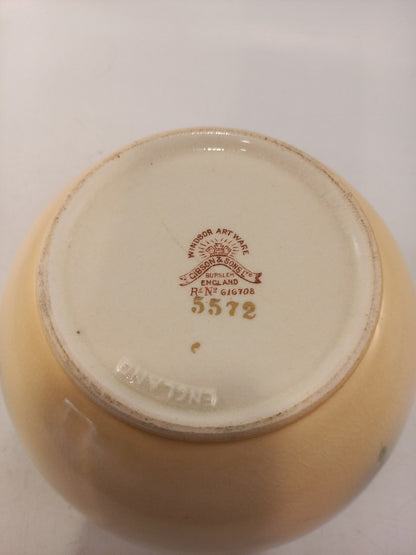 WINDSOR ART WARE
GIBSON & SONS LTD
BURSLEM
ENGLAND
Rd No 616708
5572
ENGLAND